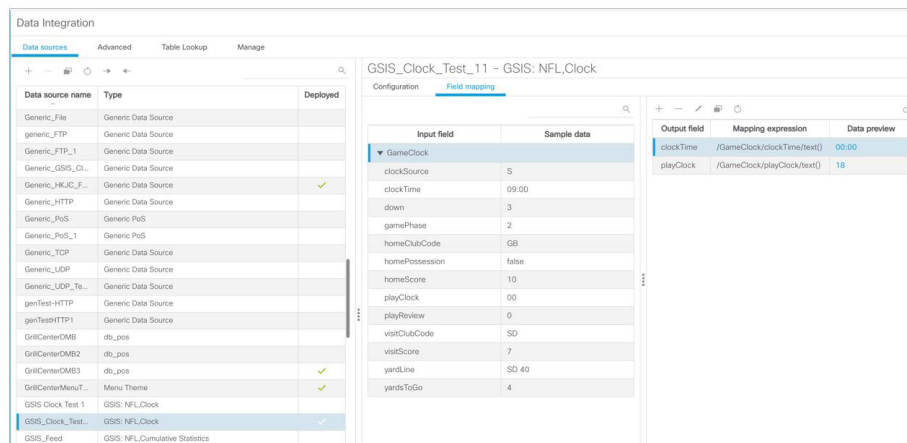 Data Integration
Data sources Advanced Table Lookup Manage
GSIS_Clock_Test_11 - GSIS: NFL,Clock
Configuration Field mapping
Data source name Type Deployed
Generic_File Generic Data Source
generic_FTP Generic Data Source
Generic_FTP_1 Generic Data Source
Generic_GSIS_Cl... Generic Data Source
Generic_HKJC_F... Generic Data Source
Generic_HTTP Generic Data Source
Generic_PoS Generic PoS
Generic_PoS_1 Generic PoS
Generic_TCP Generic Data Source
Generic_UDP Generic Data Source
Generic_UDP_Te... Generic Data Source
genTest-HTTP Generic Data Source
genTestHTTP1 Generic Data Source
GrillCenterDMB db_pos
GrillCenterDMB2 db_pos
GrillCenterDMB3 db_pos
GrillCenterMenuT... Menu Theme
GSIS Clock Test 1 GSIS: NFL,Clock
GSIS_Clock_Test... GSIS: NFL,Clock
GSIS_Feed GSIS: NFL,Cumulative Statistics
Input field Sample data
GameClock
clockSource S
clockTime 09:00
down 3
gamePhase 2
homeClubCode GB
homePossession false
homeScore 10
playClock 00
playReview 0
visitClubCode SD
visitScore 7
yardLine SD 40
yardsToGo 4
Output field Mapping expression Data preview
clockTime /GameClock/clockTime/text() 00:00
playClock /GameClock/playClock/text() 18